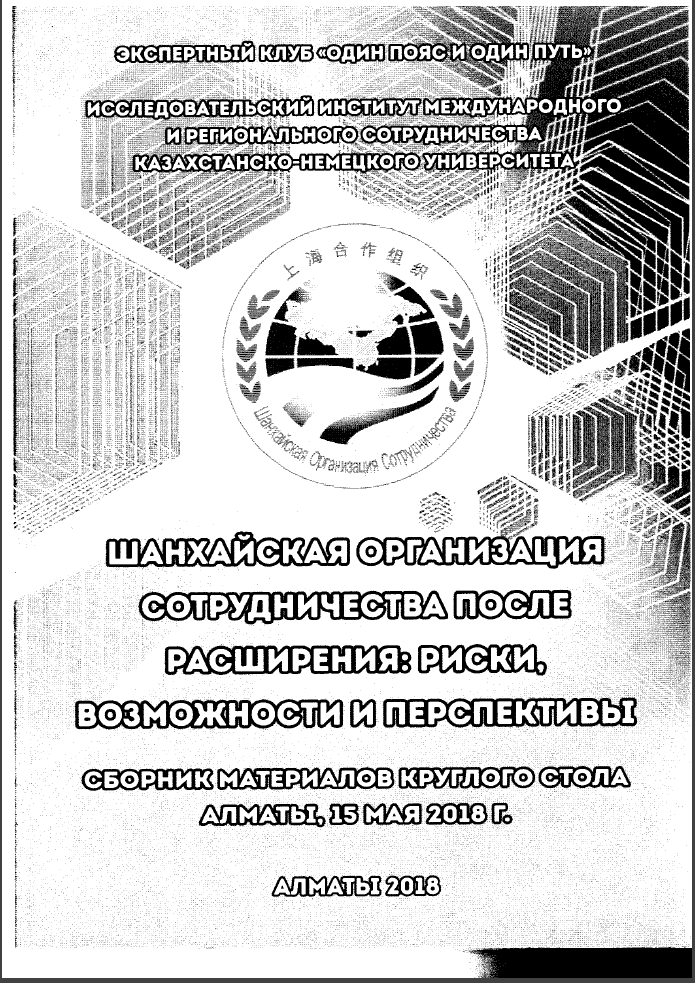 ЭКСПЕРТНЫЙ КЛУБ «ОДИН ПОЯС И ОДИН ПУТЬ»
ИССЛЕДОВАТЕЛЬСКИЙ ИНСТИТУТ МЕЖДУНАРОДНОГО
И РЕГИОНАЛЬНОГО СОТРУДНИЧЕСТВА
КАЗАХСТАНСКО-НЕМЕЦКОГО УНИВЕРСИТЕТА
上海合作组织
Шанхайская Организация Сотрудничества
ШАНХАЙСКАЯ ОРГАНИЗАЦИЯ
СОТРУДНИЧЕСТВА ПОСЛЕ
РАСШИРЕНИЯ: РИСКИ,
ВОЗМОЖНОСТИ И ПЕРСПЕКТИВЫ
СБОРНИК МАТЕРИАЛОВ КРУГЛОГО СТОЛА
АЛМАТЫ, 15 МАЯ 2018 Г.
АЛМАТЫ 2018